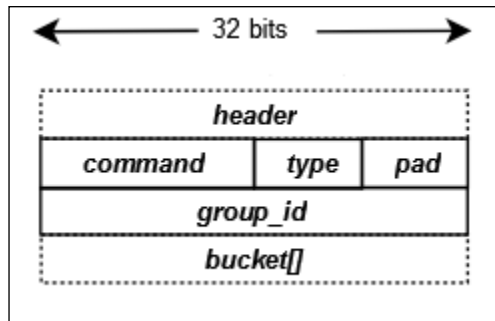 32 bits
header
command type pad
group_id
bucket[]